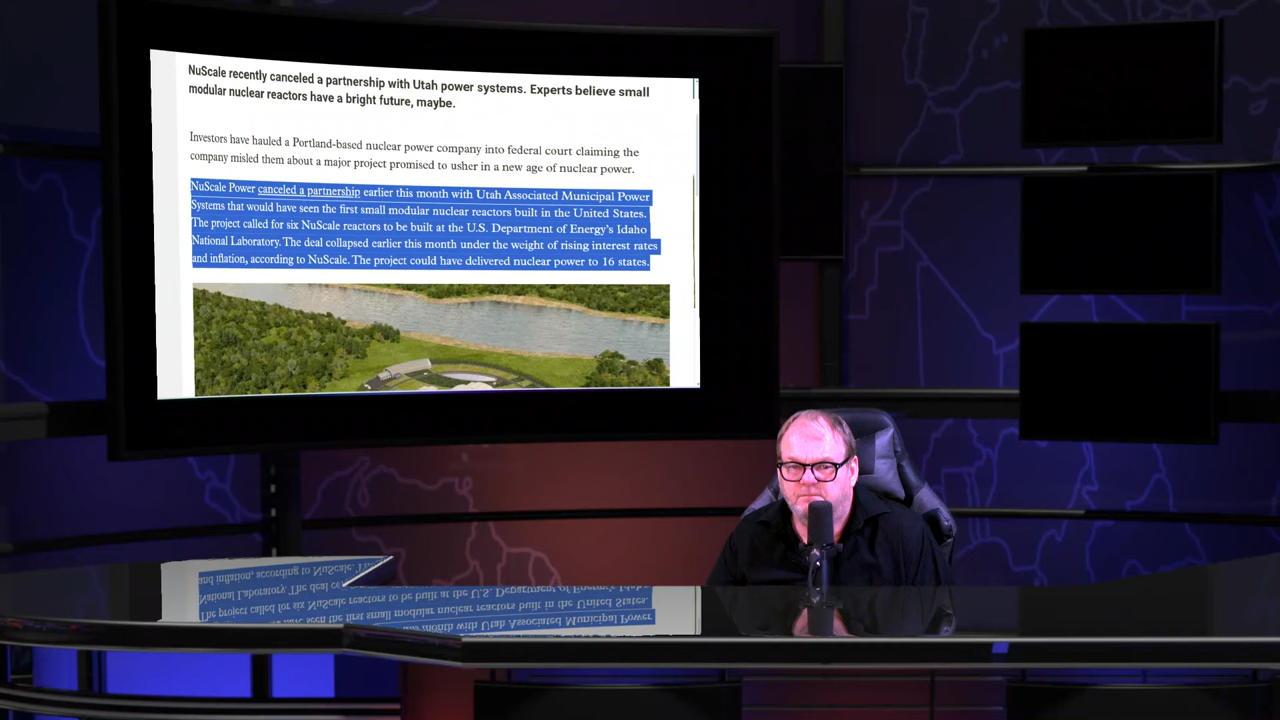 NuScale recently canceled a partnership with Utah power systems. Experts believe small
modular nuclear reactors have a bright future, maybe.
Investors have hauled a Portland-based nuclear power company into federal court claiming the
company misled them about a major project promised to usher in a new age of nuclear power.
NuScale Power canceled a partnership earlier this month with Utah Associated Municipal Power
Systems that would have seen the first small modular nuclear reactors built in the United States.
The project called for six NuScale reactors to be built at the U.S. Department of Energy's Idaho
National Laboratory. The deal collapsed earlier this month under the weight of rising interest rates
and inflation, according to NuScale. The project could have delivered nuclear power to 16 states.